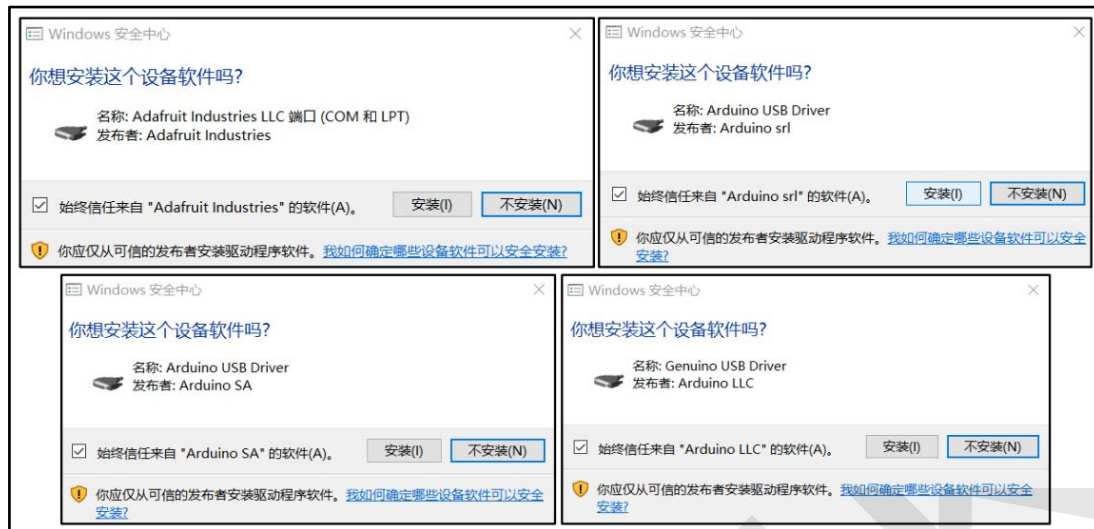 Windows 安全中心
你想安装这个设备软件吗?
名称: Adafruit Industries LLC 端口 (COM 和 LPT)
发布者: Adafruit Industries
始终信任来自 "Adafruit Industries" 的软件(A)。
安装(I)
不安装(N)
你应仅从可信的发布者安装驱动程序软件。我如何确定哪些设备软件可以安全安装?
Windows 安全中心
你想安装这个设备软件吗?
名称: Arduino USB Driver
发布者: Arduino srl
始终信任来自 "Arduino srl" 的软件(A)。
安装(I)
不安装(N)
你应仅从可信的发布者安装驱动程序软件。我如何确定哪些设备软件可以安全
安装?
Windows 安全中心
你想安装这个设备软件吗?
名称: Arduino USB Driver
发布者: Arduino SA
始终信任来自 "Arduino SA" 的软件(A)。
安装(I)
不安装(N)
你应仅从可信的发布者安装驱动程序软件。我如何确定哪些设备软件可以安全
安装?
Windows 安全中心
你想安装这个设备软件吗?
名称: Genuino USB Driver
发布者: Arduino LLC
始终信任来自 "Arduino LLC" 的软件(A)。
安装(I)
不安装(N)
你应仅从可信的发布者安装驱动程序软件。我如何确定哪些设备软件可以安全
安装?